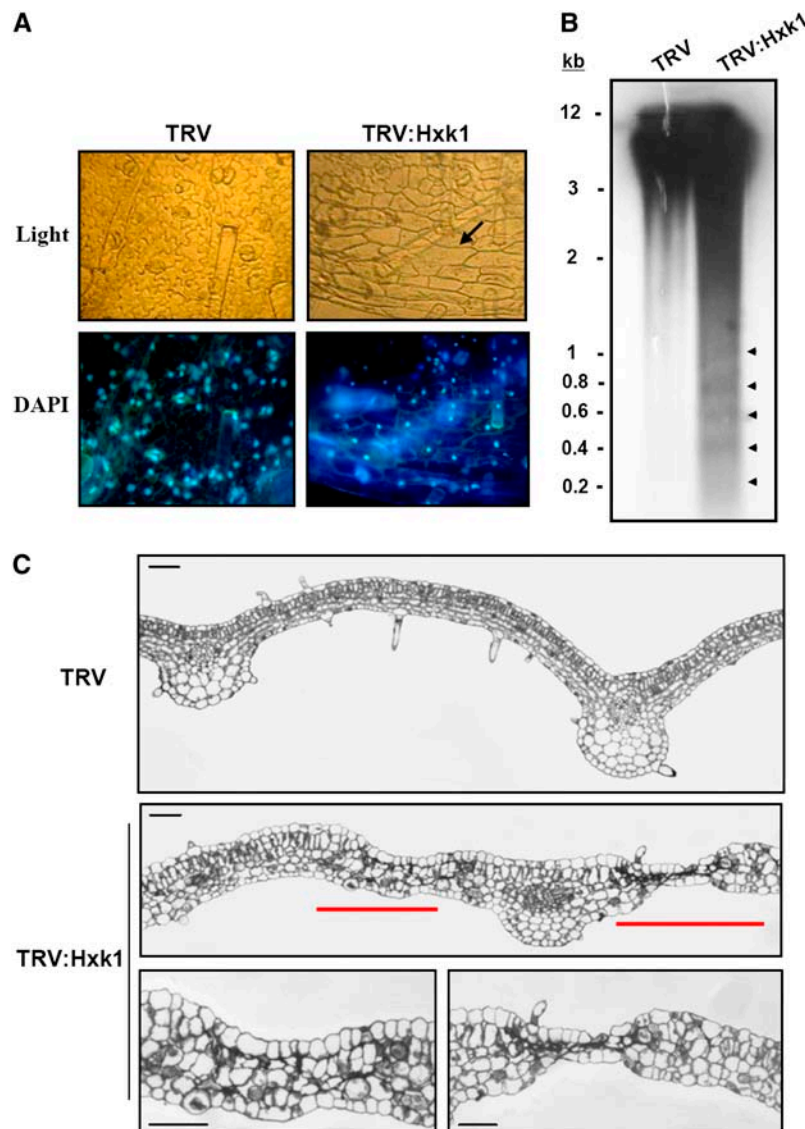 A
TRV TRV:Hxk1
Light
DAPI
B
kb TRV TRV:Hxk1
12 -
3 -
2 -
1 -
0.8 -
0.6 -
0.4 -
0.2 -
C
TRV
TRV:Hxk1